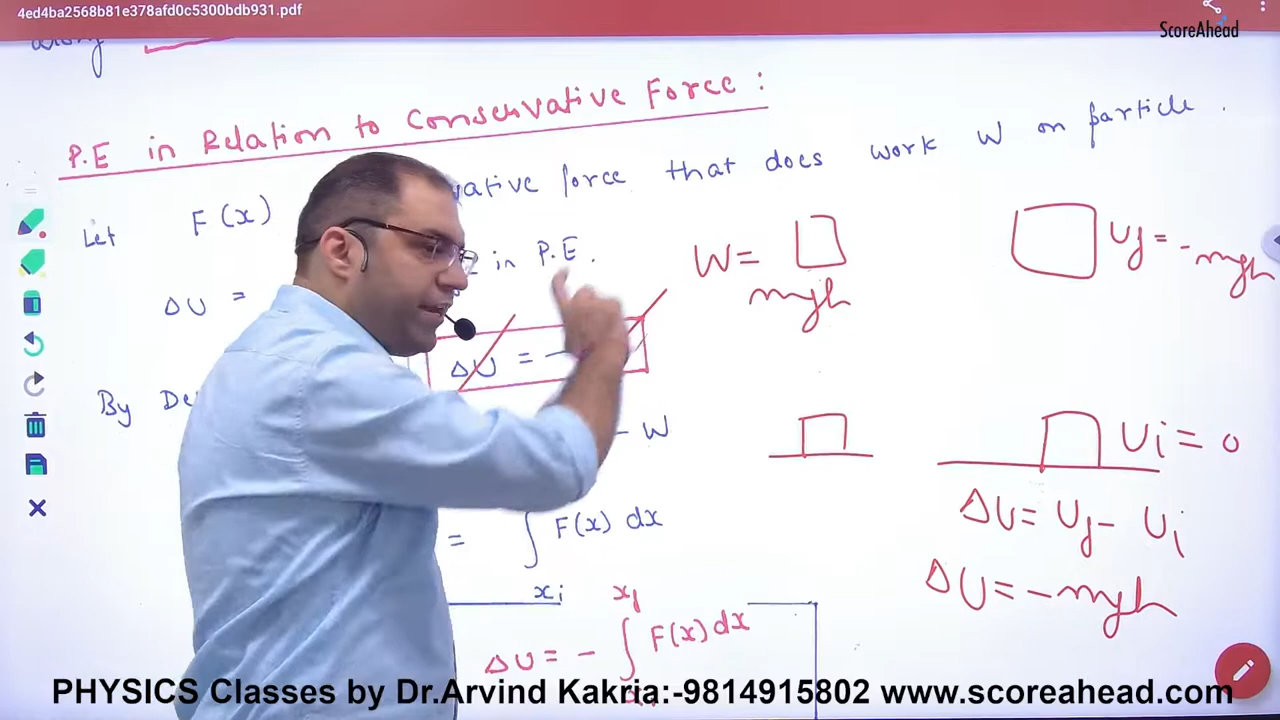 4ed4ba2568b81e378afd0c5300bdb931.pdf
ScoreAhead
along
P.E in Relation to Conservative Force :
Let F(x) vative force that does work W on particle .
ΔU = in P.E.
W = mgh
Uf = - mgh
ΔU = -
By De
- W
Ui = 0
= ∫ F(x) dx
xi
ΔU = Uf - Ui
ΔU = - mgh
xf
ΔU = - ∫ F(x) dx
PHYSICS Classes by Dr.Arvind Kakria:-9814915802 www.scoreahead.com